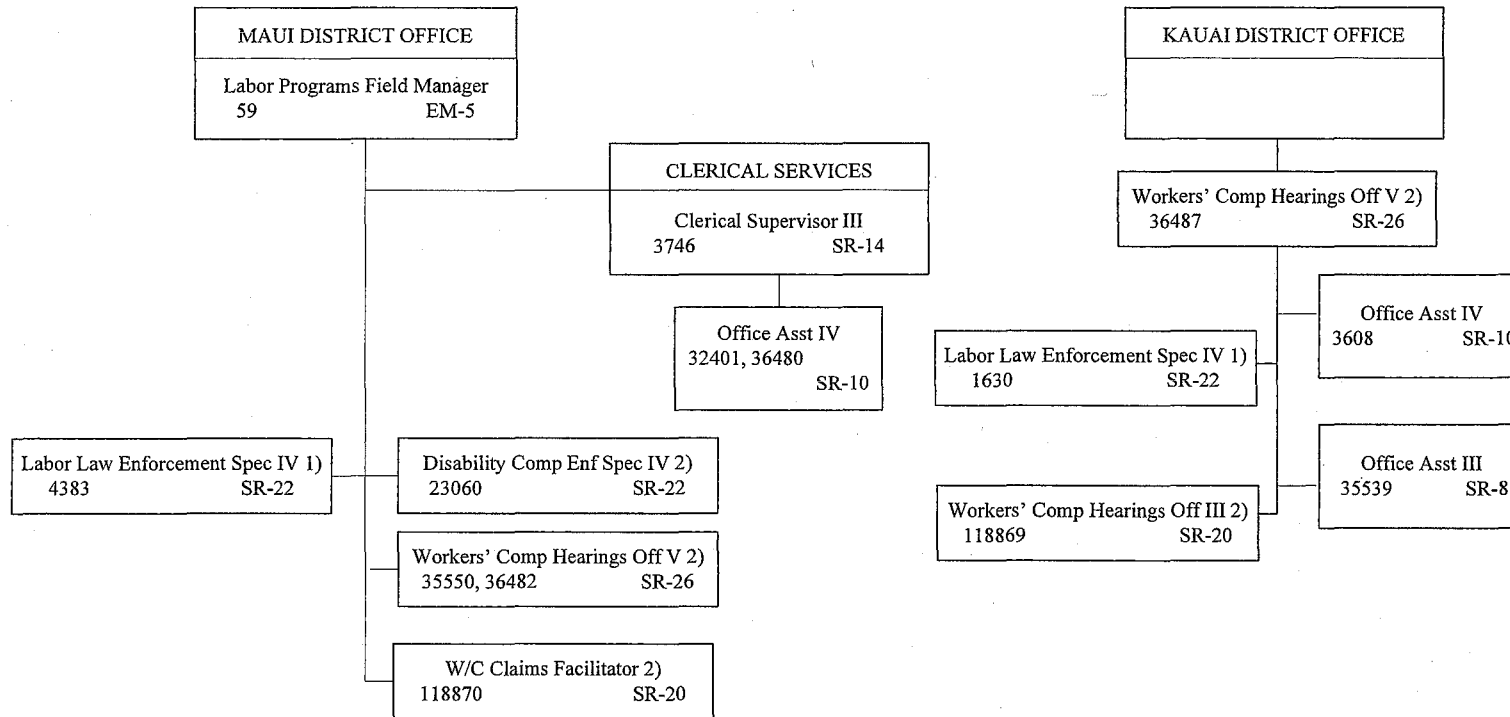 MAUI DISTRICT OFFICE
Labor Programs Field Manager
59 EM-5
CLERICAL SERVICES
Clerical Supervisor III
3746 SR-14
Office Asst IV
32401, 36480
SR-10
Labor Law Enforcement Spec IV 1)
4383 SR-22
Disability Comp Enf Spec IV 2)
23060 SR-22
Workers' Comp Hearings Off V 2)
35550, 36482 SR-26
W/C Claims Facilitator 2)
118870 SR-20
KAUAI DISTRICT OFFICE
Workers' Comp Hearings Off V 2)
36487 SR-26
Office Asst IV
3608 SR-10
Labor Law Enforcement Spec IV 1)
1630 SR-22
Office Asst III
35539 SR-8
Workers' Comp Hearings Off III 2)
118869 SR-20